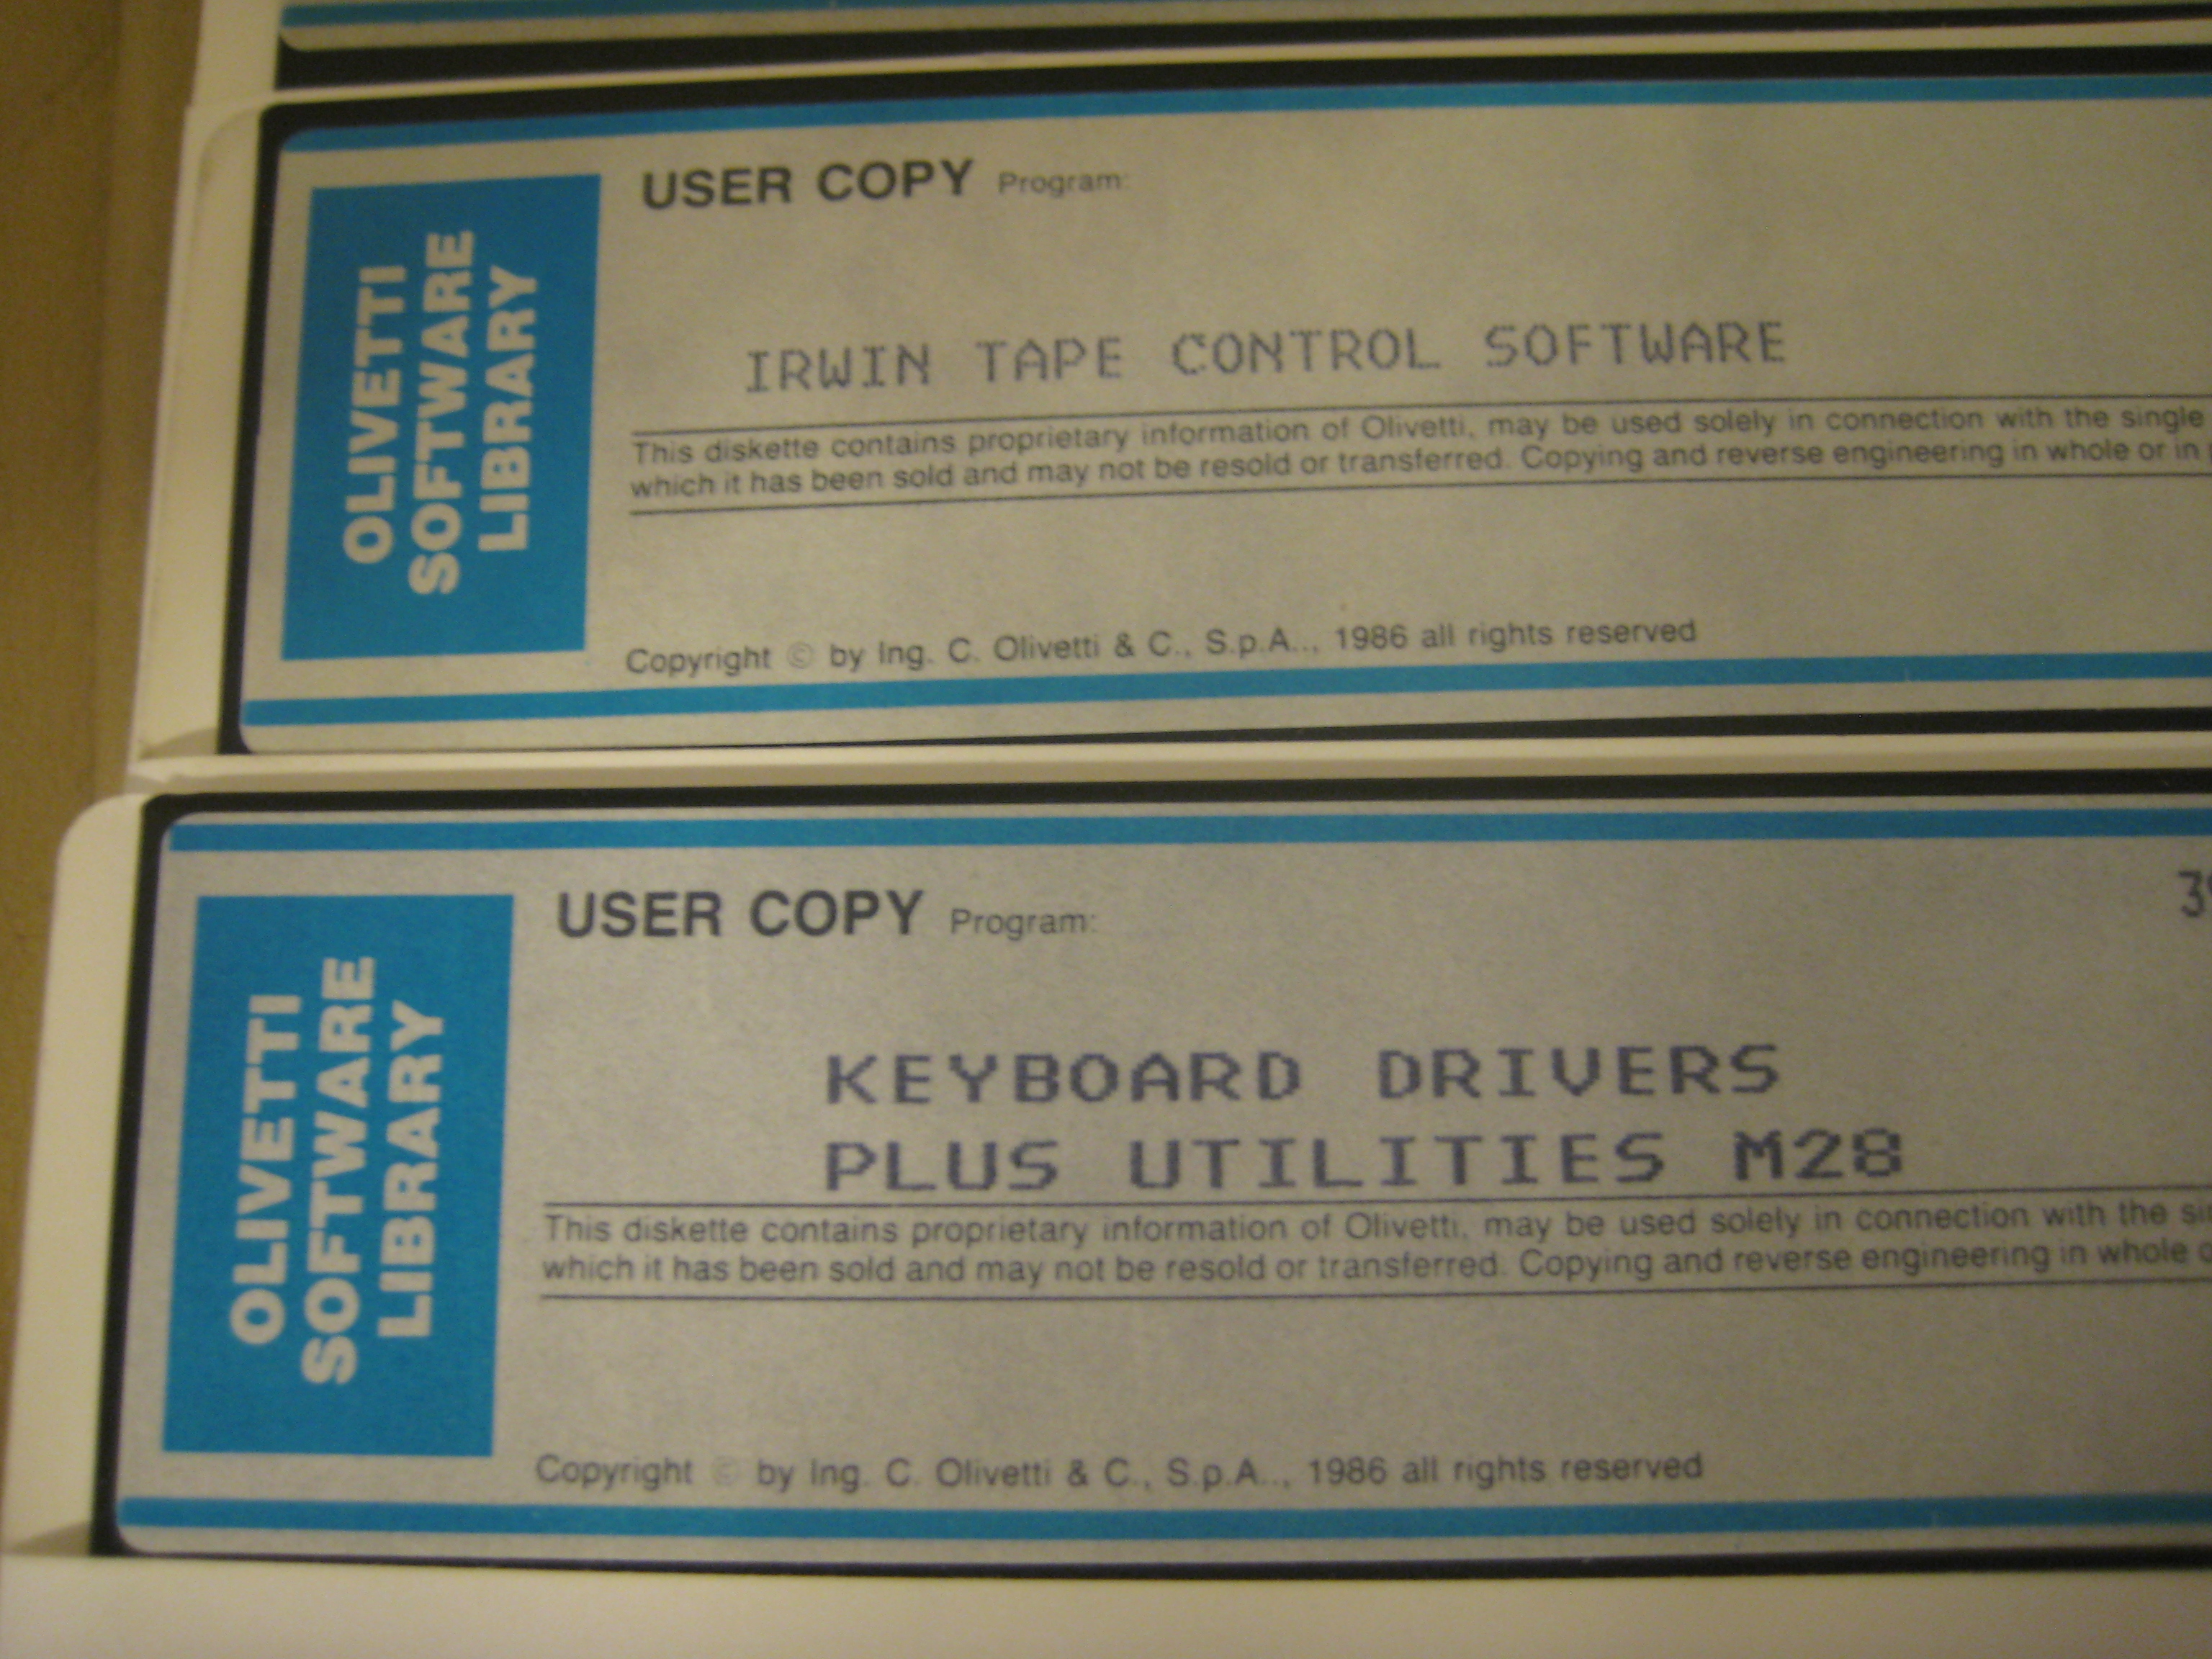 OLIVETTI
SOFTWARE
LIBRARY
USER COPY Program:
IRWIN TAPE CONTROL SOFTWARE
This diskette contains proprietary information of Olivetti, may be used solely in connection with the single
which it has been sold and may not be resold or transferred. Copying and reverse engineering in whole or in
Copyright © by Ing. C. Olivetti & C., S.p.A.., 1986 all rights reserved
OLIVETTI
SOFTWARE
LIBRARY
USER COPY Program:
KEYBOARD DRIVERS
PLUS UTILITIES M28
This diskette contains proprietary information of Olivetti, may be used solely in connection with the
which it has been sold and may not be resold or transferred. Copying and reverse engineering in whole
Copyright © by Ing. C. Olivetti & C., S.p.A.., 1986 all rights reserved